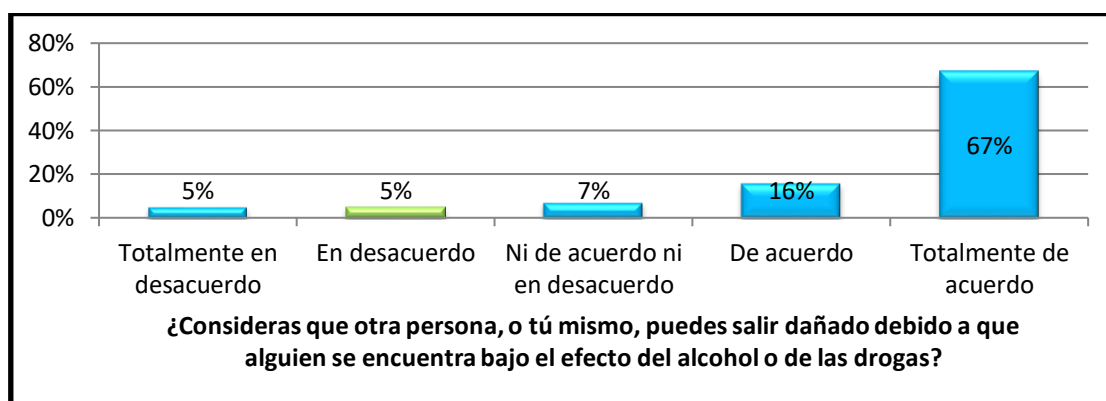 80%
60%
40%
20%
0%
5%
5%
7%
16%
67%
Totalmente en
desacuerdo
En desacuerdo
Ni de acuerdo ni
en desacuerdo
De acuerdo
Totalmente de
acuerdo
¿Consideras que otra persona, o tú mismo, puedes salir dañado debido a que
alguien se encuentra bajo el efecto del alcohol o de las drogas?